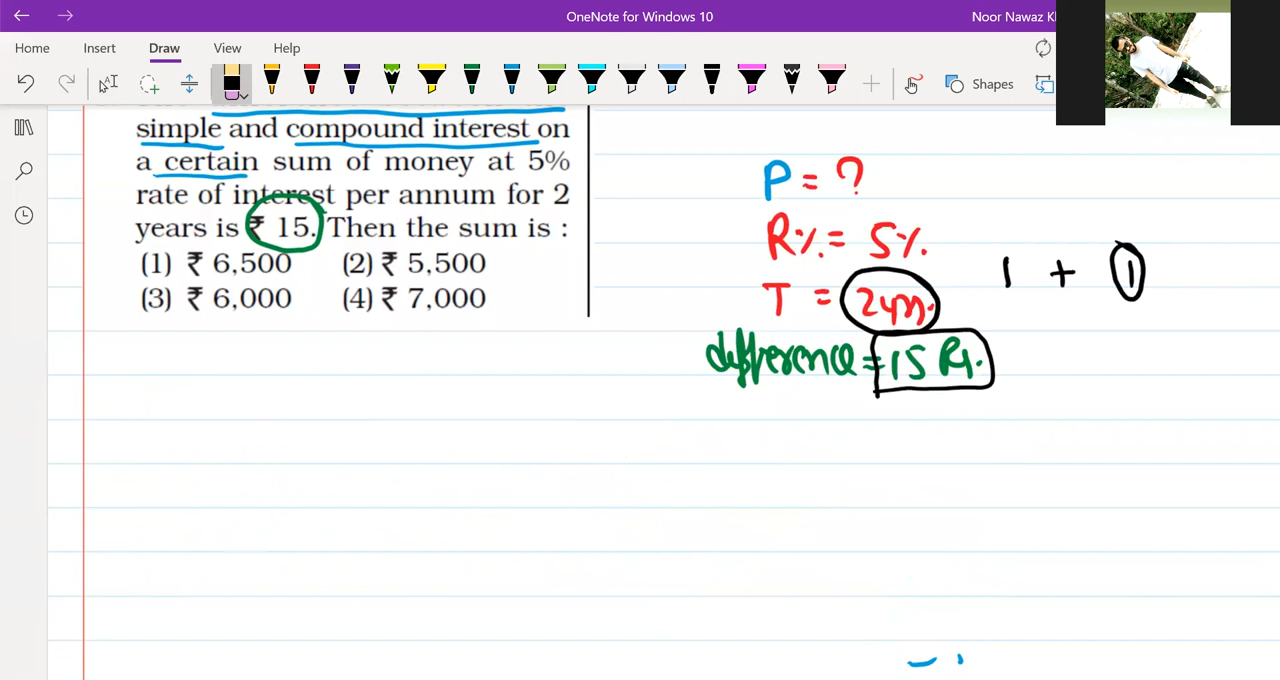 OneNote for Windows 10
Noor Nawaz Kh
Home Insert Draw View Help
Shapes
simple and compound interest on
a certain sum of money at 5%
rate of interest per annum for 2
years is ₹ 15. Then the sum is :
(1) ₹ 6,500 (2) ₹ 5,500
(3) ₹ 6,000 (4) ₹ 7,000
P = ?
R%. = 5%.
T = 2yr.
1 + 1
difference = 15 Rs.